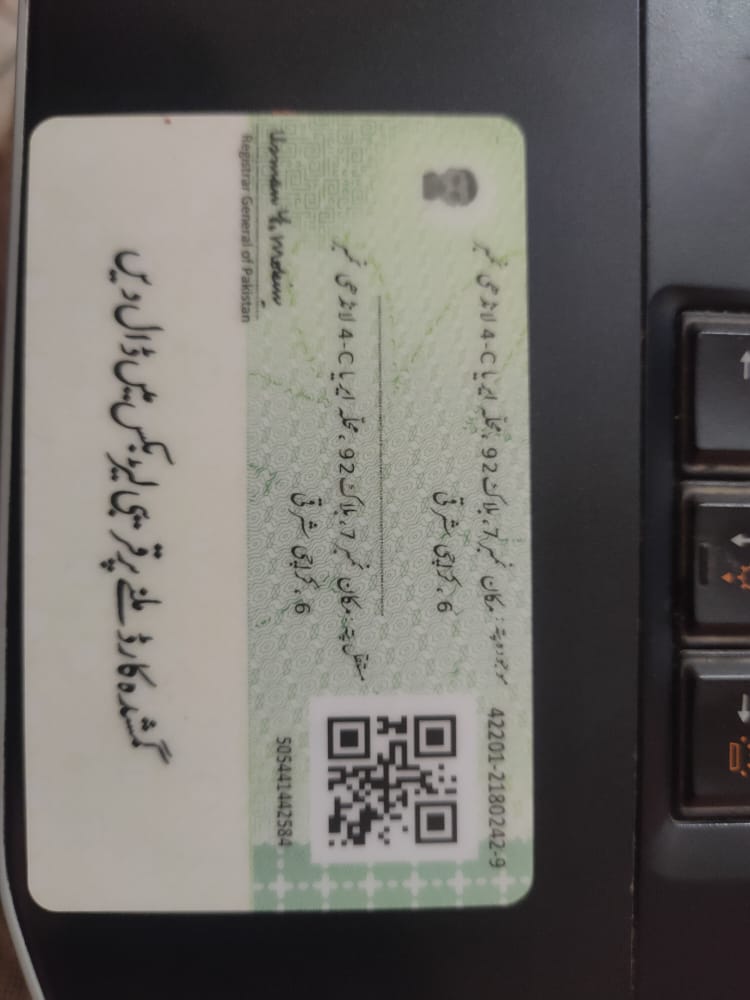 42201-2180242-9
موجودہ پتہ: مکان نمبر 7، بلاک 92، محلہ ایریا 4-C لانڈھی نمبر
6، کراچی شرقی
مستقل پتہ: مکان نمبر 7، بلاک 92، محلہ ایریا 4-C لانڈھی نمبر
6، کراچی شرقی
505441442584
Registrar General of Pakistan
گمشدہ کارڈ ملنے پر قریبی لیٹر بکس میں ڈال دیں